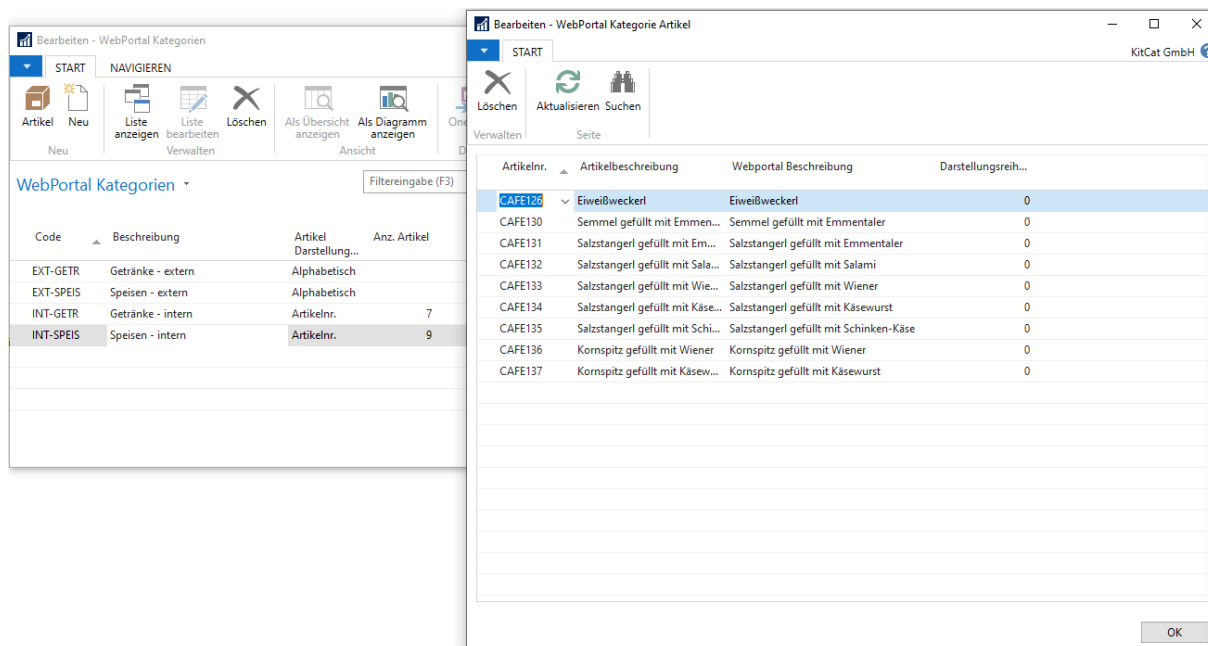 Bearbeiten - WebPortal Kategorien
START NAVIGIEREN
Artikel Neu Liste anzeigen Liste bearbeiten Löschen Als Übersicht anzeigen Als Diagramm anzeigen One
Neu Verwalten Ansicht D
WebPortal Kategorien Filtereingabe (F3)
Code Beschreibung Artikel Darstellung... Anz. Artikel
EXT-GETR Getränke - extern Alphabetisch
EXT-SPEIS Speisen - extern Alphabetisch
INT-GETR Getränke - intern Artikelnr. 7
INT-SPEIS Speisen - intern Artikelnr. 9
Bearbeiten - WebPortal Kategorie Artikel
START KitCat GmbH
Löschen Aktualisieren Suchen
Verwalten Seite
Artikelnr. Artikelbeschreibung Webportal Beschreibung Darstellungsreih...
CAFE126 Eiweißweckerl Eiweißweckerl 0
CAFE130 Semmel gefüllt mit Emmen... Semmel gefüllt mit Emmentaler 0
CAFE131 Salzstangerl gefüllt mit Em... Salzstangerl gefüllt mit Emmentaler 0
CAFE132 Salzstangerl gefüllt mit Sala... Salzstangerl gefüllt mit Salami 0
CAFE133 Salzstangerl gefüllt mit Wie... Salzstangerl gefüllt mit Wiener 0
CAFE134 Salzstangerl gefüllt mit Käse... Salzstangerl gefüllt mit Käsewurst 0
CAFE135 Salzstangerl gefüllt mit Schi... Salzstangerl gefüllt mit Schinken-Käse 0
CAFE136 Kornspitz gefüllt mit Wiener Kornspitz gefüllt mit Wiener 0
CAFE137 Kornspitz gefüllt mit Käsew... Kornspitz gefüllt mit Käsewurst 0
OK